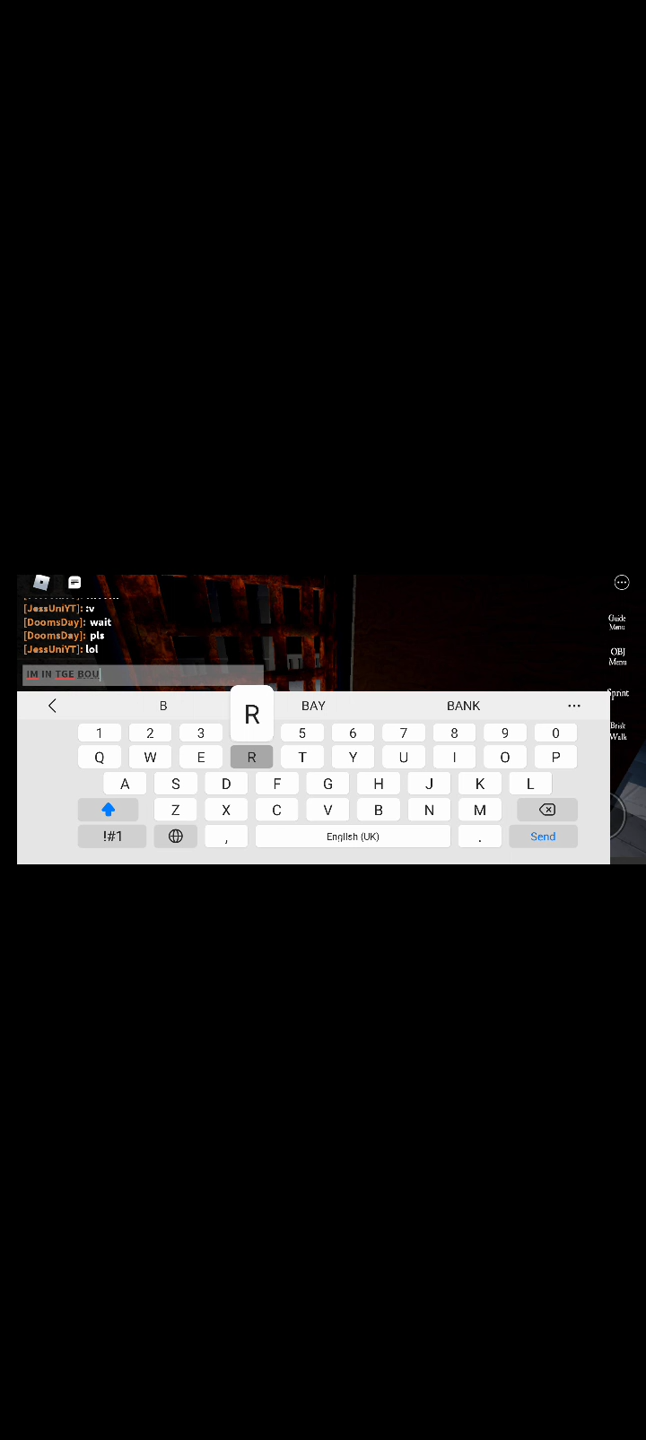 [JessUniYT]: :v
[DoomsDay]: wait
[DoomsDay]: pls
[JessUniYT]: lol
IM IN TGE BOU
Guide
Menu
OBJ
Menu
Sprint
Walk
B
R
BAY
BANK
1 2 3 5 6 7 8 9 0
Q W E R T Y U I O P
A S D F G H J K L
Z X C V B N M
!#1 , English (UK) . Send